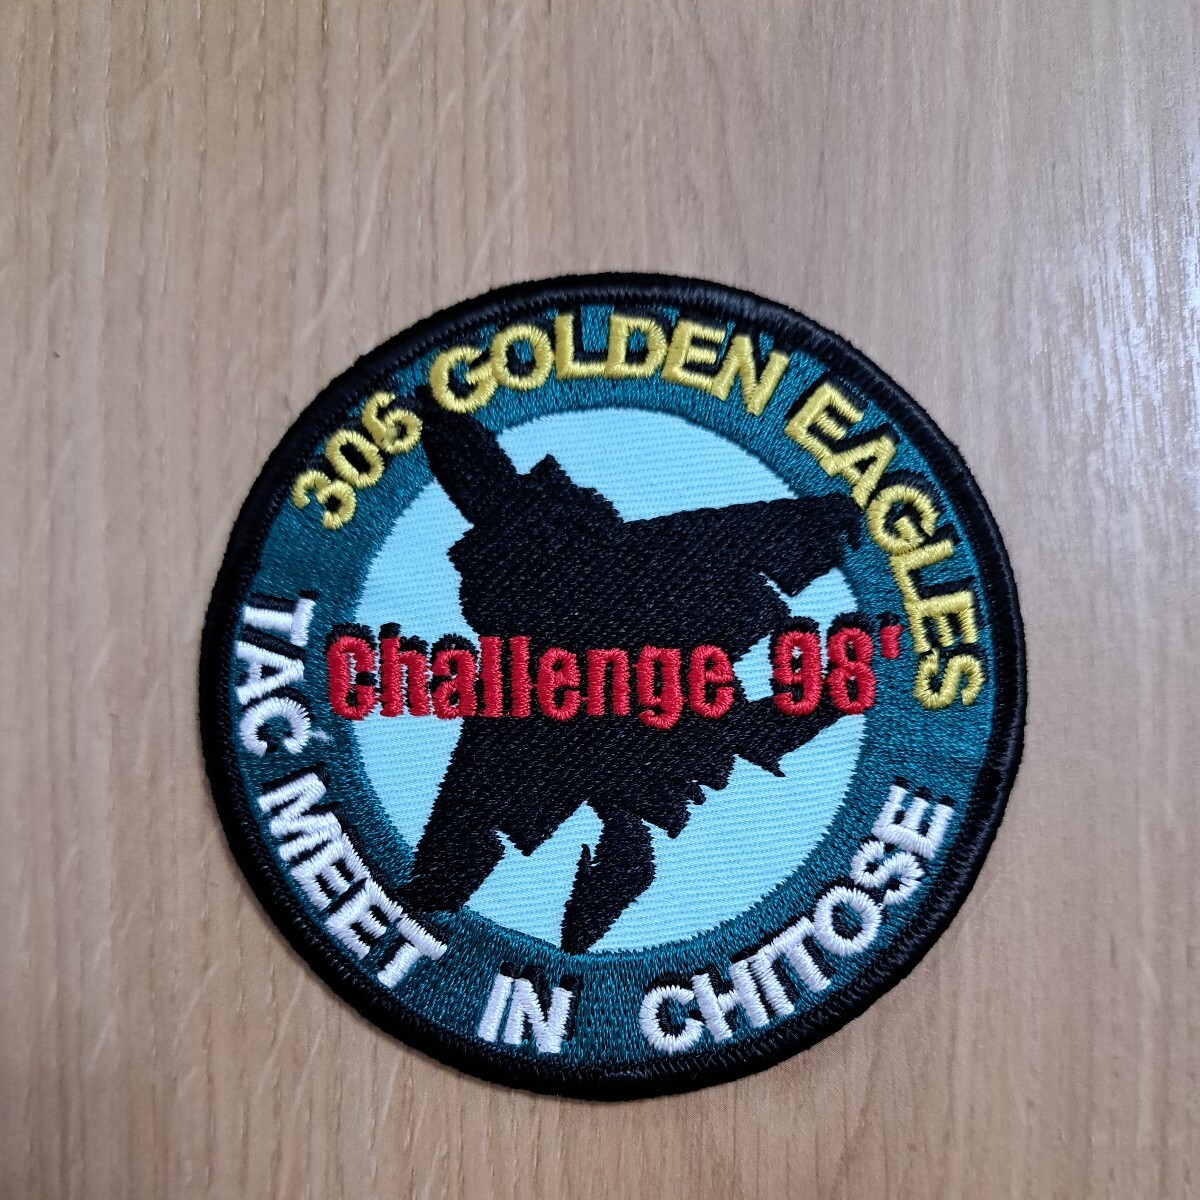 306 GOLDEN EAGLES
Challenge 98'
TAC MEET IN CHITOSE